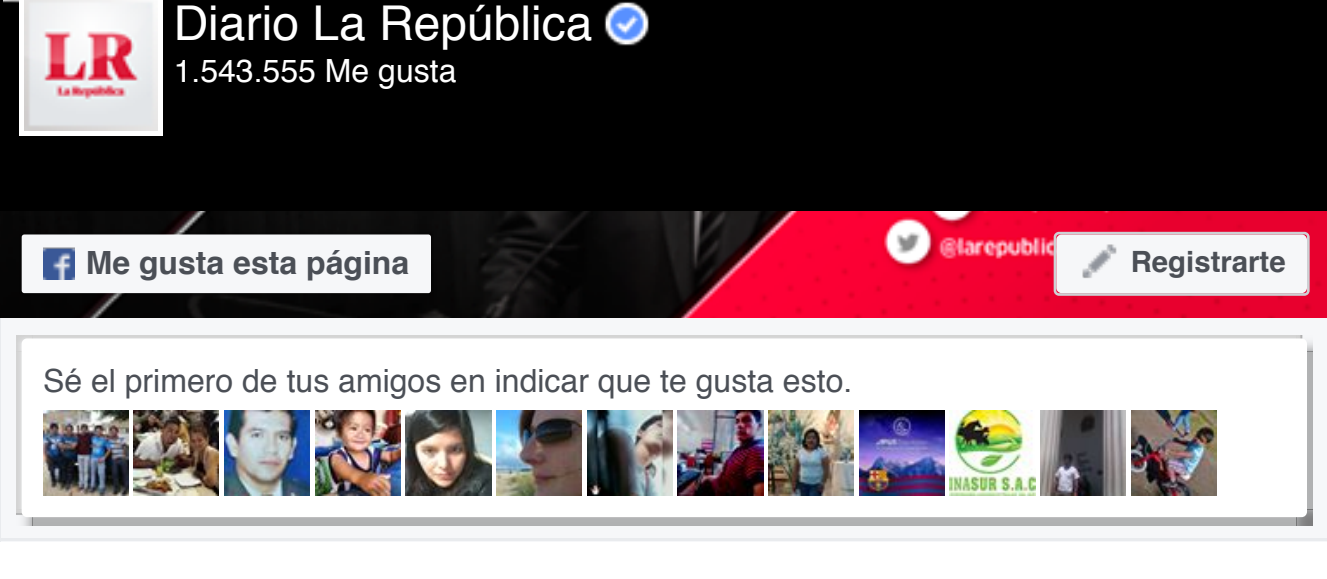 LR
La República
Diario La República
1.543.555 Me gusta
Me gusta esta página
@larepublic
Registrarte
Sé el primero de tus amigos en indicar que te gusta esto.
INASUR S.A.C